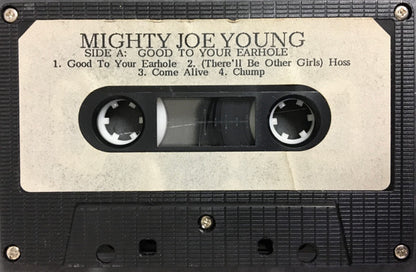 MIGHTY JOE YOUNG
SIDE A: GOOD TO YOUR EARHOLE
1. Good To Your Earhole 2. (There'll Be Other Girls) Hoss
3. Come Alive 4. Chump